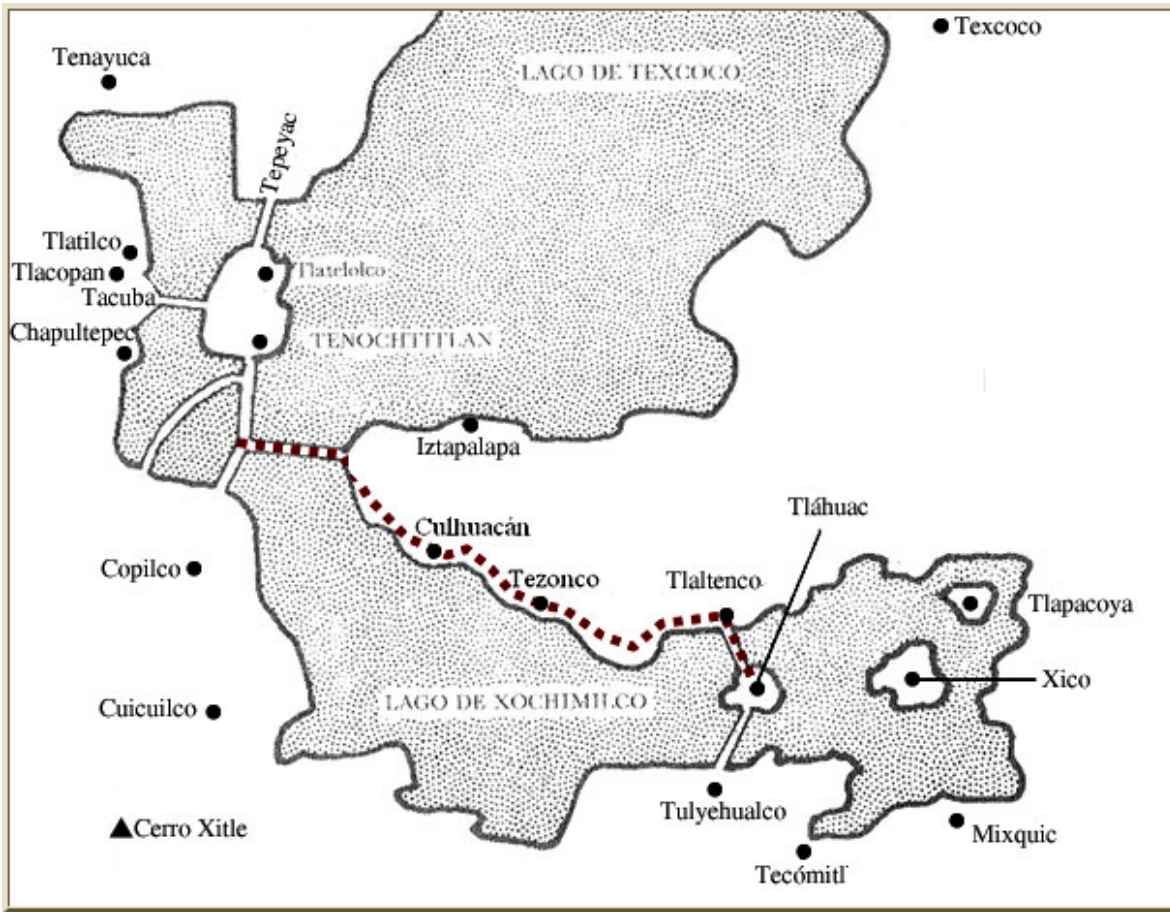 Texcoco
Tenayuca
LAGO DE TEXCOCO
Tepeyac
Tlatilco
Tlacopan
Tlatelolco
Tacuba
Chapultepec
TENOCHTITLAN
Iztapalapa
Tláhuac
Culhuacán
Copilco
Tezonco
Tlaltenco
Tlapacoya
Xico
LAGO DE XOCHIMILCO
Cuicuilco
Tulyehualco
Cerro Xitle
Mixquic
Tecómitl